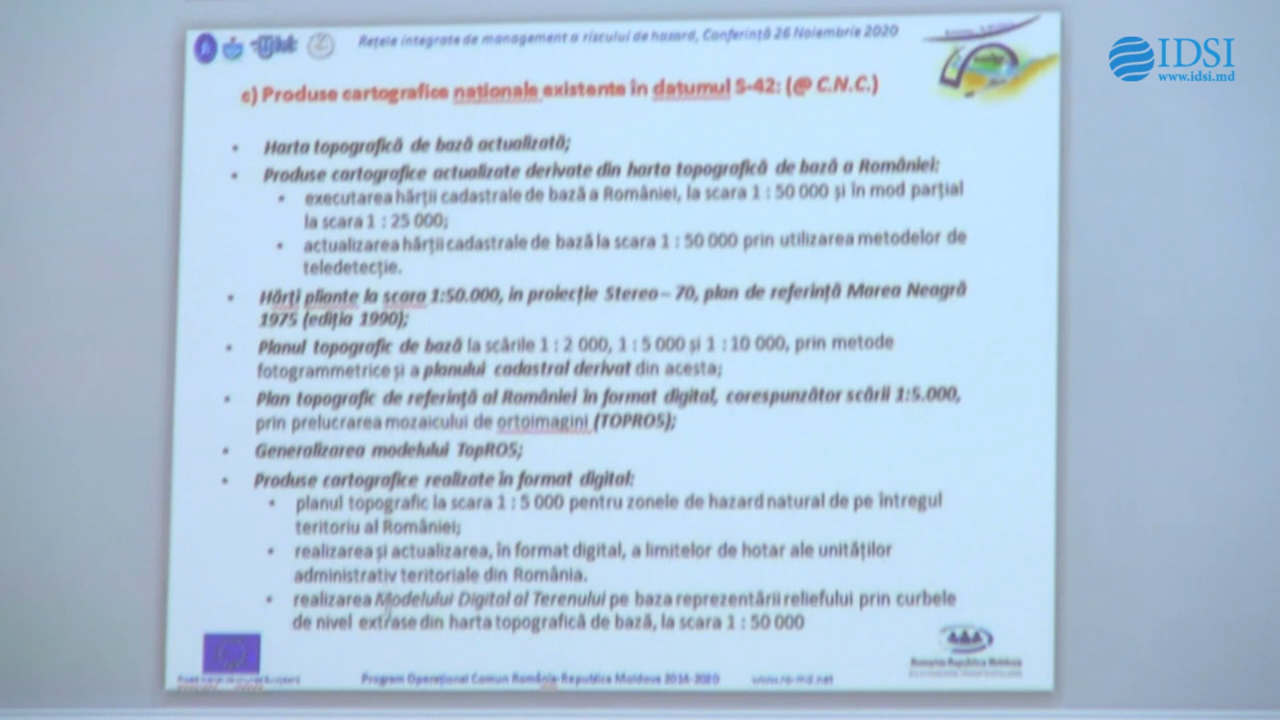 IDSI
www.idsi.md
Rețele integrate de management a riscului de hazard, Conferință 26 Noiembrie 2020
c) Produse cartografice naționale existente în datumul S-42: (@ C.N.C.)
• Harta topografică de bază actualizată;
• Produse cartografice actualizate derivate din harta topografică de bază a României:
• executarea hărții cadastrale de bază a României, la scara 1 : 50 000 și în mod parțial
la scara 1 : 25 000;
• actualizarea hărții cadastrale de bază la scara 1 : 50 000 prin utilizarea metodelor de
teledetecție.
• Hărți pliante la scara 1:50.000, in proiecție Stereo – 70, plan de referință Marea Neagră
1975 (ediția 1990);
• Planul topografic de bază la scările 1 : 2 000, 1 : 5 000 și 1 : 10 000, prin metode
fotogrammetrice și a planului cadastral derivat din acesta;
• Plan topografic de referință al României în format digital, corespunzător scării 1:5.000,
prin prelucrarea mozaicului de ortoimagini (TOPRO5);
• Generalizarea modelului TopRO5;
• Produse cartografice realizate în format digital:
• planul topografic la scara 1 : 5 000 pentru zonele de hazard natural de pe întregul
teritoriu al României;
• realizarea și actualizarea, în format digital, a limitelor de hotar ale unităților
administrativ teritoriale din România.
• realizarea Modelului Digital al Terenului pe baza reprezentării reliefului prin curbele
de nivel extrase din harta topografică de bază, la scara 1 : 50 000
Romania Republica Moldova
Program Operațional Comun România Republica Moldova 2014-2020 www.ro-md.net